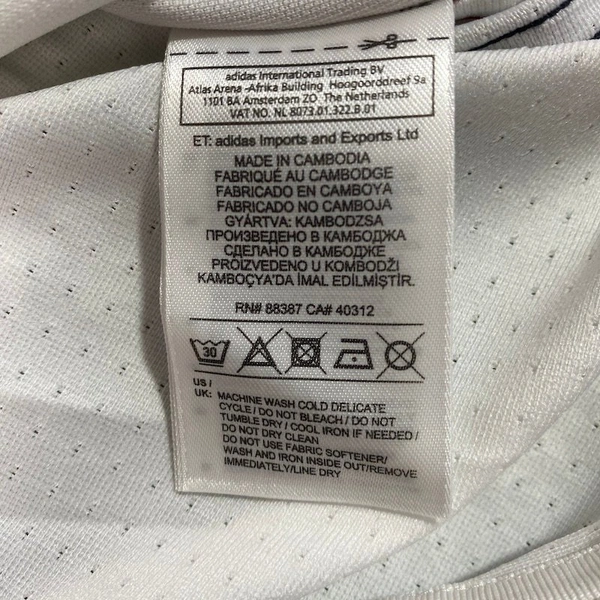 adidas International Trading BV
Atlas Arena -Afrika Building Hoogoorddreef 9a
1101 BA Amsterdam ZO The Netherlands
VAT NO. NL 8073.01.322.B.01
ET: adidas Imports and Exports Ltd
MADE IN CAMBODIA
FABRIQUÉ AU CAMBODGE
FABRICADO EN CAMBOYA
FABRICADO NO CAMBOJA
GYÁRTVA: KAMBODZSA
ПРОИЗВЕДЕНО В КАМБОДЖА
СДЕЛАНО В КАМБОДЖЕ
PROIZVEDENO U KOMBODŽI
KAMBOÇYA'DA İMAL EDİLMİŞTİR.
RN# 88387 CA# 40312
30
US /
UK: MACHINE WASH COLD DELICATE
CYCLE / DO NOT BLEACH / DO NOT
TUMBLE DRY / COOL IRON IF NEEDED /
DO NOT DRY CLEAN
DO NOT USE FABRIC SOFTENER/
WASH AND IRON INSIDE OUT/REMOVE
IMMEDIATELY/LINE DRY